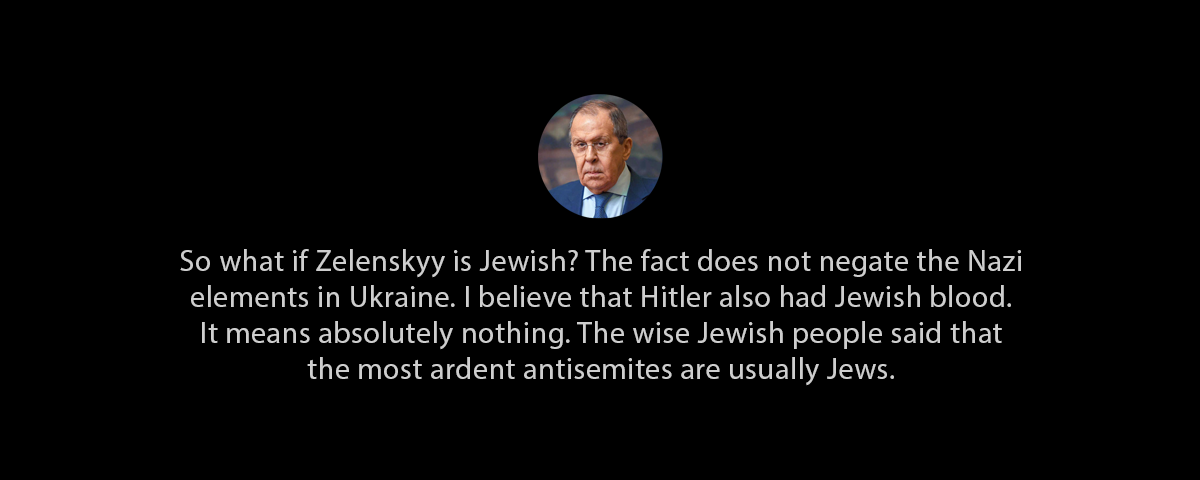 So what if Zelenskyy is Jewish? The fact does not negate the Nazi
elements in Ukraine. I believe that Hitler also had Jewish blood.
It means absolutely nothing. The wise Jewish people said that
the most ardent antisemites are usually Jews.